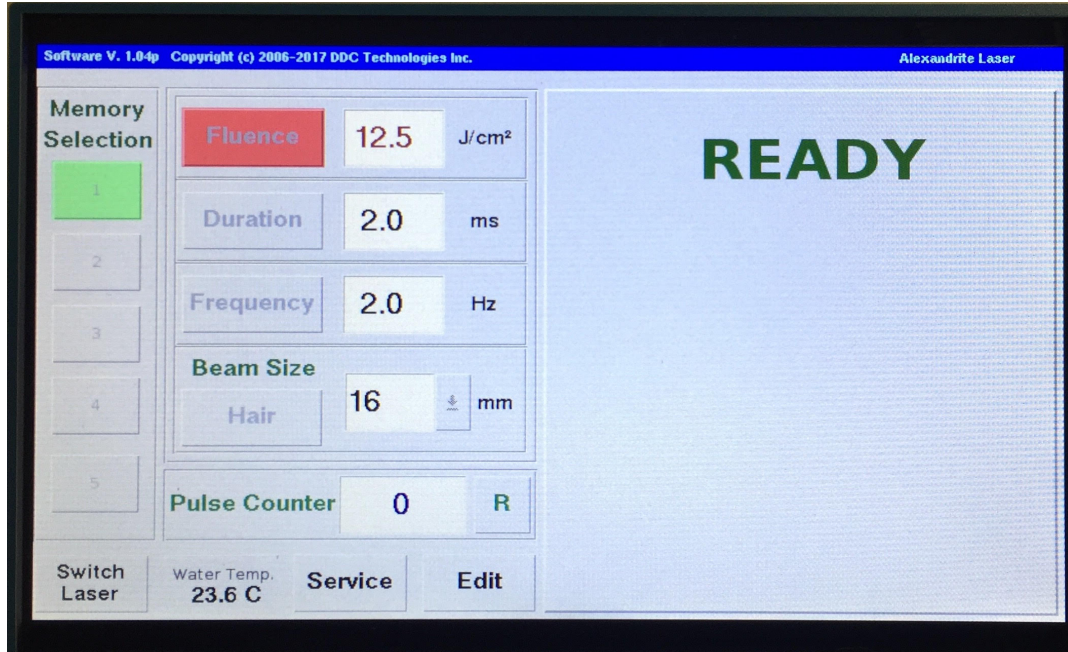 Software V. 1.04p Copyright (c) 2006-2017 DDC Technologies Inc. Alexandrite Laser
Memory
Selection
1
2
3
4
5
Fluence 12.5 J/cm²
Duration 2.0 ms
Frequency 2.0 Hz
Beam Size
Hair 16 mm
Pulse Counter 0 R
READY
Switch
Laser
Water Temp.
23.6 C
Service
Edit